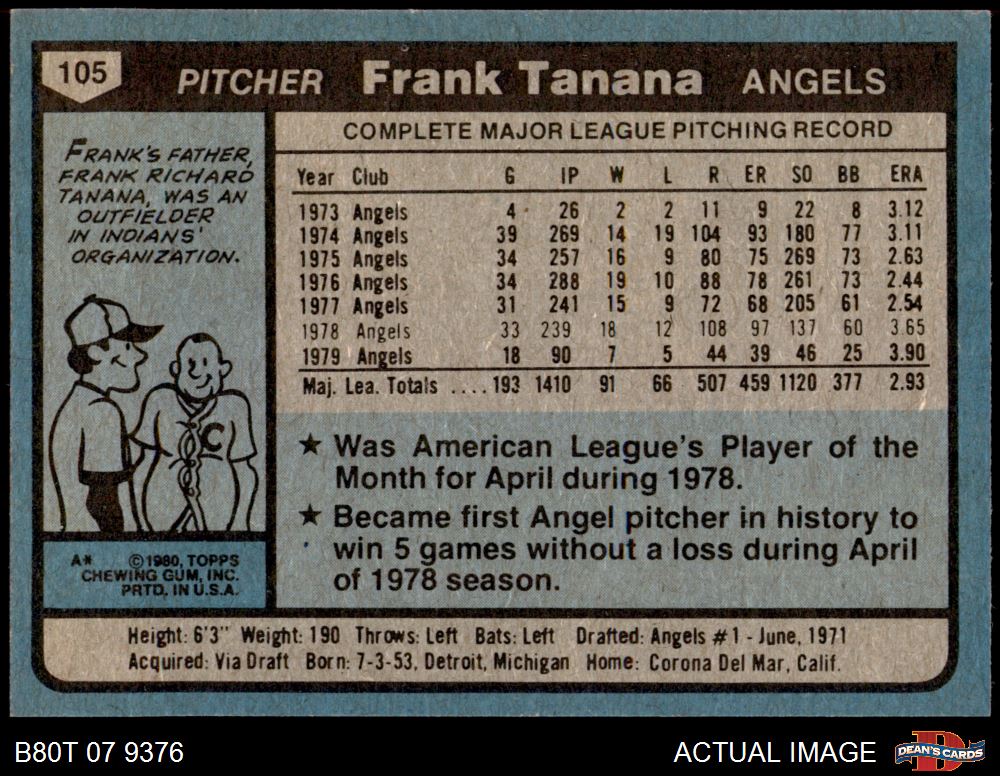 105 PITCHER Frank Tanana ANGELS
FRANK'S FATHER,
FRANK RICHARD
TANANA, WAS AN
OUTFIELDER
IN INDIANS'
ORGANIZATION.
C
A* ©1980, TOPPS
CHEWING GUM, INC.
PRTD. IN U.S.A.
COMPLETE MAJOR LEAGUE PITCHING RECORD
Year Club G IP W L R ER SO BB ERA
1973 Angels 4 26 2 2 11 9 22 8 3.12
1974 Angels 39 269 14 19 104 93 180 77 3.11
1975 Angels 34 257 16 9 80 75 269 73 2.63
1976 Angels 34 288 19 10 88 78 261 73 2.44
1977 Angels 31 241 15 9 72 68 205 61 2.54
1978 Angels 33 239 18 12 108 97 137 60 3.65
1979 Angels 18 90 7 5 44 39 46 25 3.90
Maj. Lea. Totals ....193 1410 91 66 507 459 1120 377 2.93
★ Was American League's Player of the
Month for April during 1978.
★ Became first Angel pitcher in history to
win 5 games without a loss during April
of 1978 season.
Height: 6'3" Weight: 190 Throws: Left Bats: Left Drafted: Angels #1 - June, 1971
Acquired: Via Draft Born: 7-3-53, Detroit, Michigan Home: Corona Del Mar, Calif.
B80T 07 9376 ACTUAL IMAGE DEAN'S CARDS